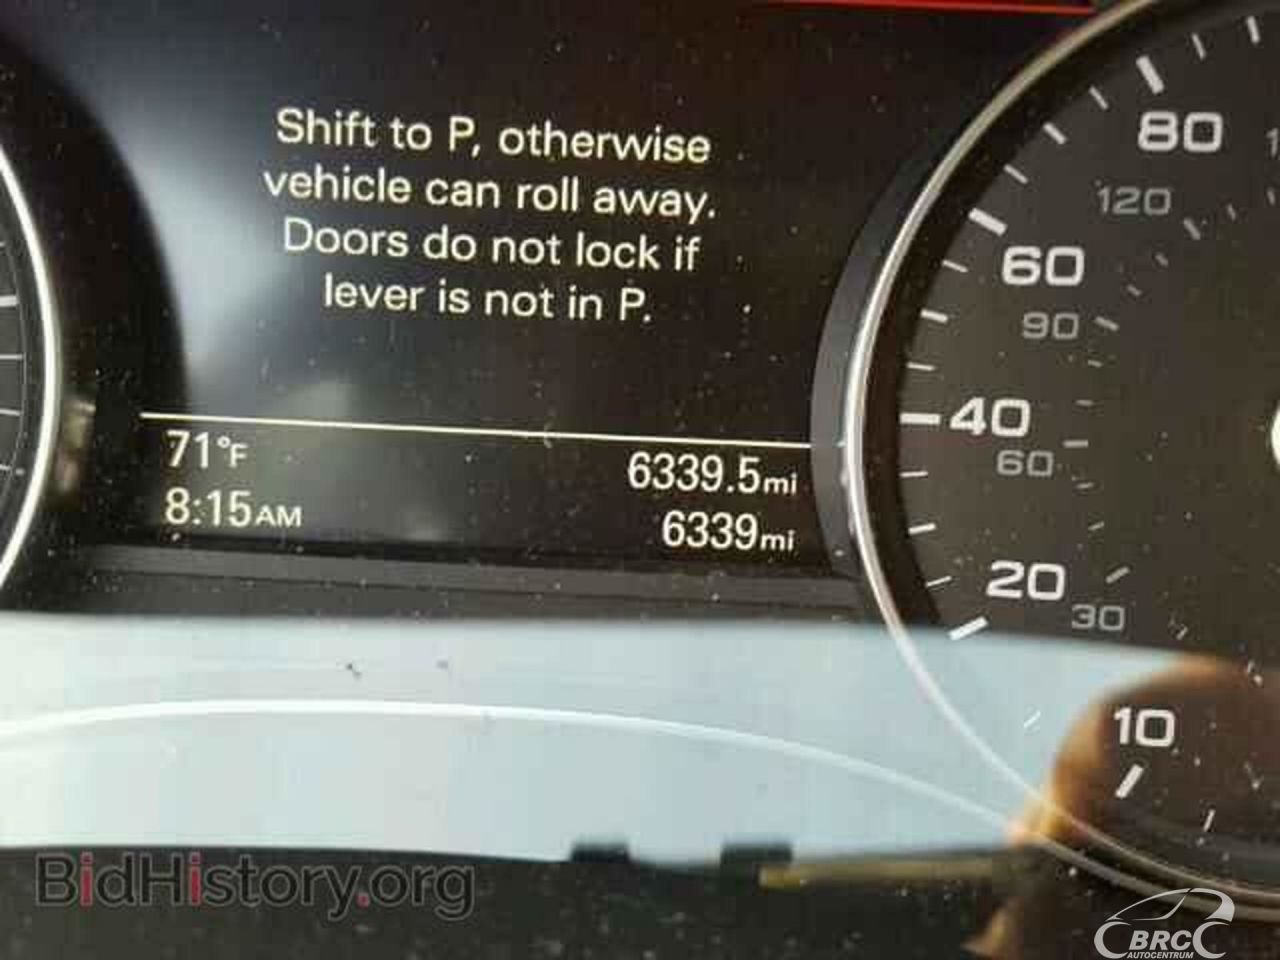 Shift to P, otherwise
vehicle can roll away.
Doors do not lock if
lever is not in P.
71°F
6339.5mi
8:15AM
6339mi
80
120
60
90
40
60
20
30
10
BidHistory.org
BRC
AUTOCENTRUM